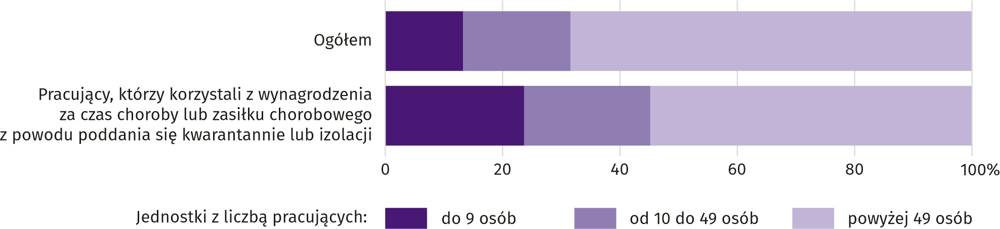 Ogółem
Pracujący, którzy korzystali z wynagrodzenia
za czas choroby lub zasiłku chorobowego
z powodu poddania się kwarantannie lub izolacji
0 20 40 60 80 100%
Jednostki z liczbą pracujących: do 9 osób od 10 do 49 osób powyżej 49 osób